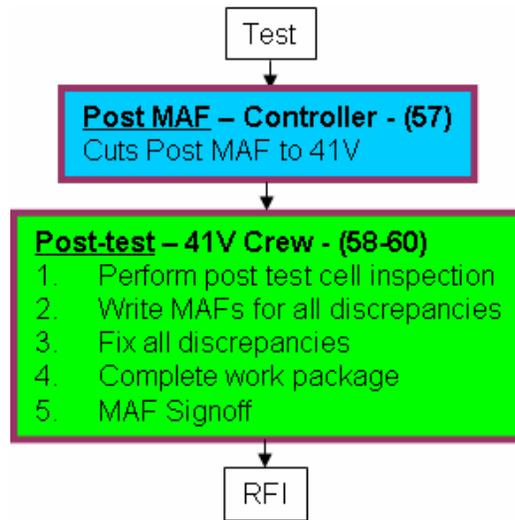 Test
Post MAF – Controller - (57)
Cuts Post MAF to 41V
Post-test – 41V Crew - (58-60)
1. Perform post test cell inspection
2. Write MAFs for all discrepancies
3. Fix all discrepancies
4. Complete work package
5. MAF Signoff
RFI